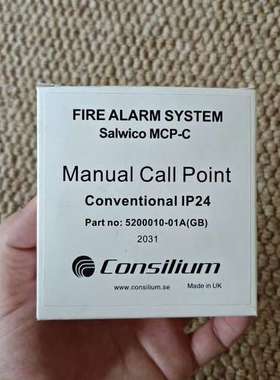 FIRE ALARM SYSTEM
Salwico MCP-C
Manual Call Point
Conventional IP24
Part no: 5200010-01A(GB)
2031
Consilium
www.consilium.se Made in UK